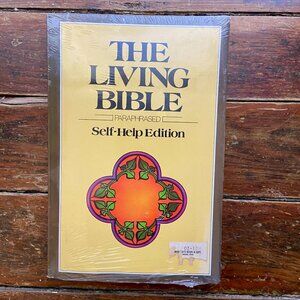 THE
LIVING
BIBLE
PARAPHRASED
Self-Help Edition